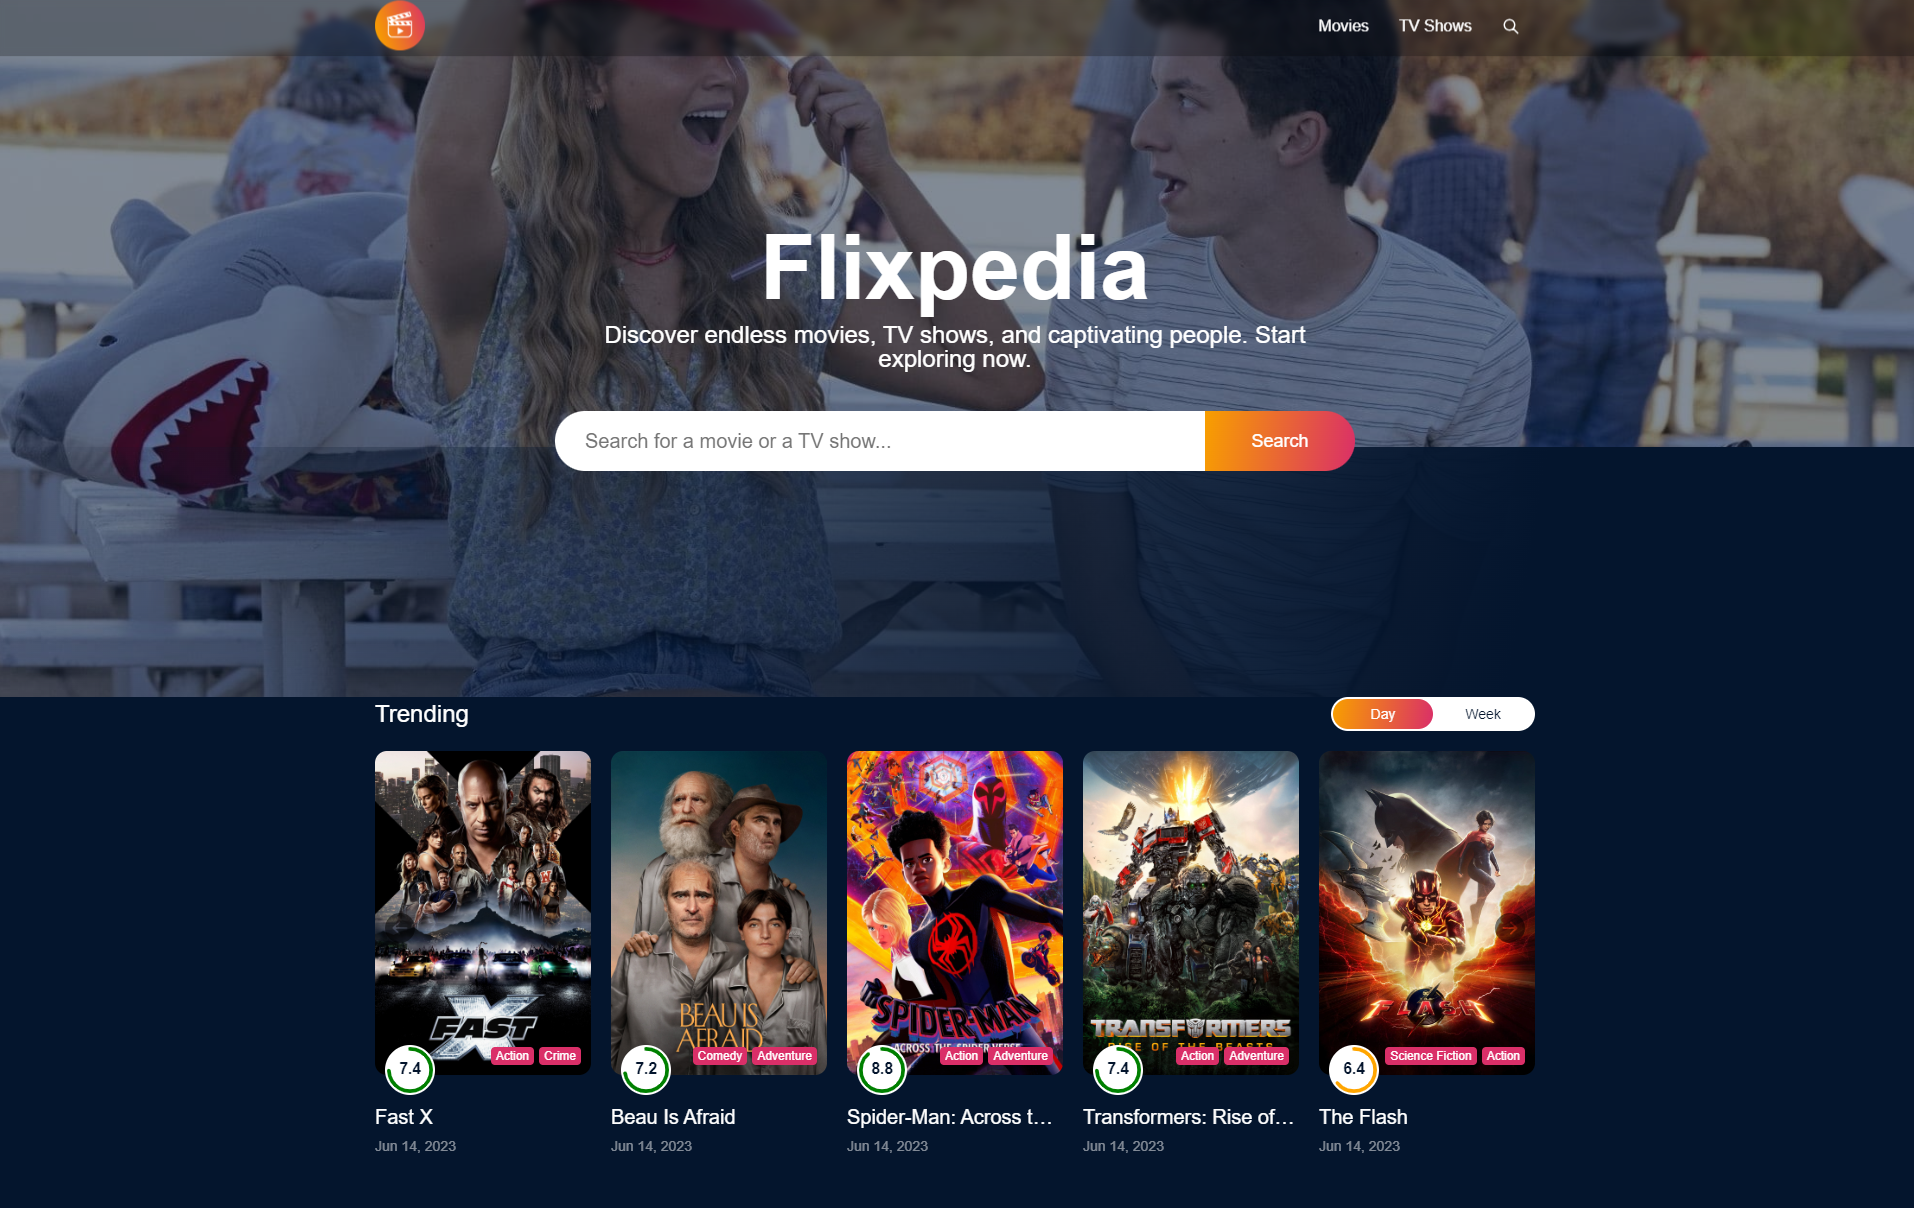 Movies TV Shows
Flixpedia
Discover endless movies, TV shows, and captivating people. Start
exploring now.
Search for a movie or a TV show... Search
Trending
Day Week
FAST X
Action Crime
7.4
Fast X
Jun 14, 2023
BEAU IS
AFRAID
Comedy Adventure
7.2
Beau Is Afraid
Jun 14, 2023
SPIDER-MAN
ACROSS THE SPIDER-VERSE
Action Adventure
8.8
Spider-Man: Across t...
Jun 14, 2023
TRANSFORMERS
RISE OF THE BEASTS
Action Adventure
7.4
Transformers: Rise of...
Jun 14, 2023
FLASH
Science Fiction Action
6.4
The Flash
Jun 14, 2023